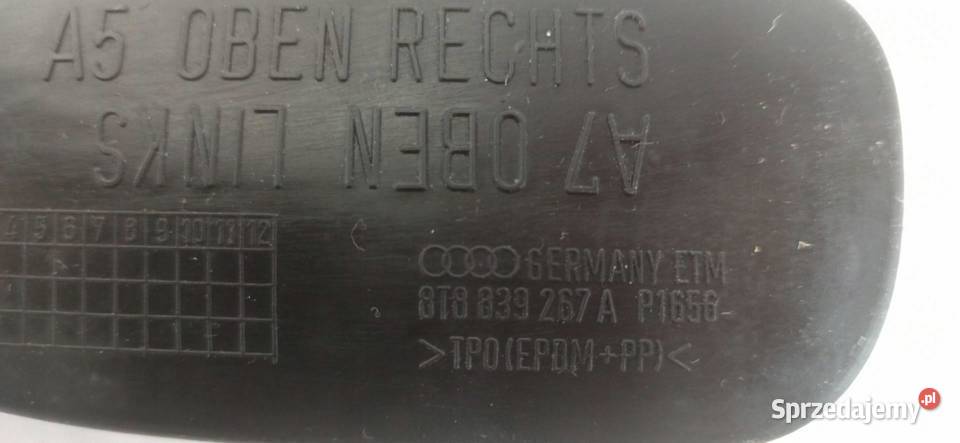 A5 OBEN RECHTS
A7 OBEN LINKS
4 5 6 7 8 9 10 11 12
GERMANY ETM
8T8 839 267 A P1658
>TPO(EPDM+PP)<
Sprzedajemy.pl